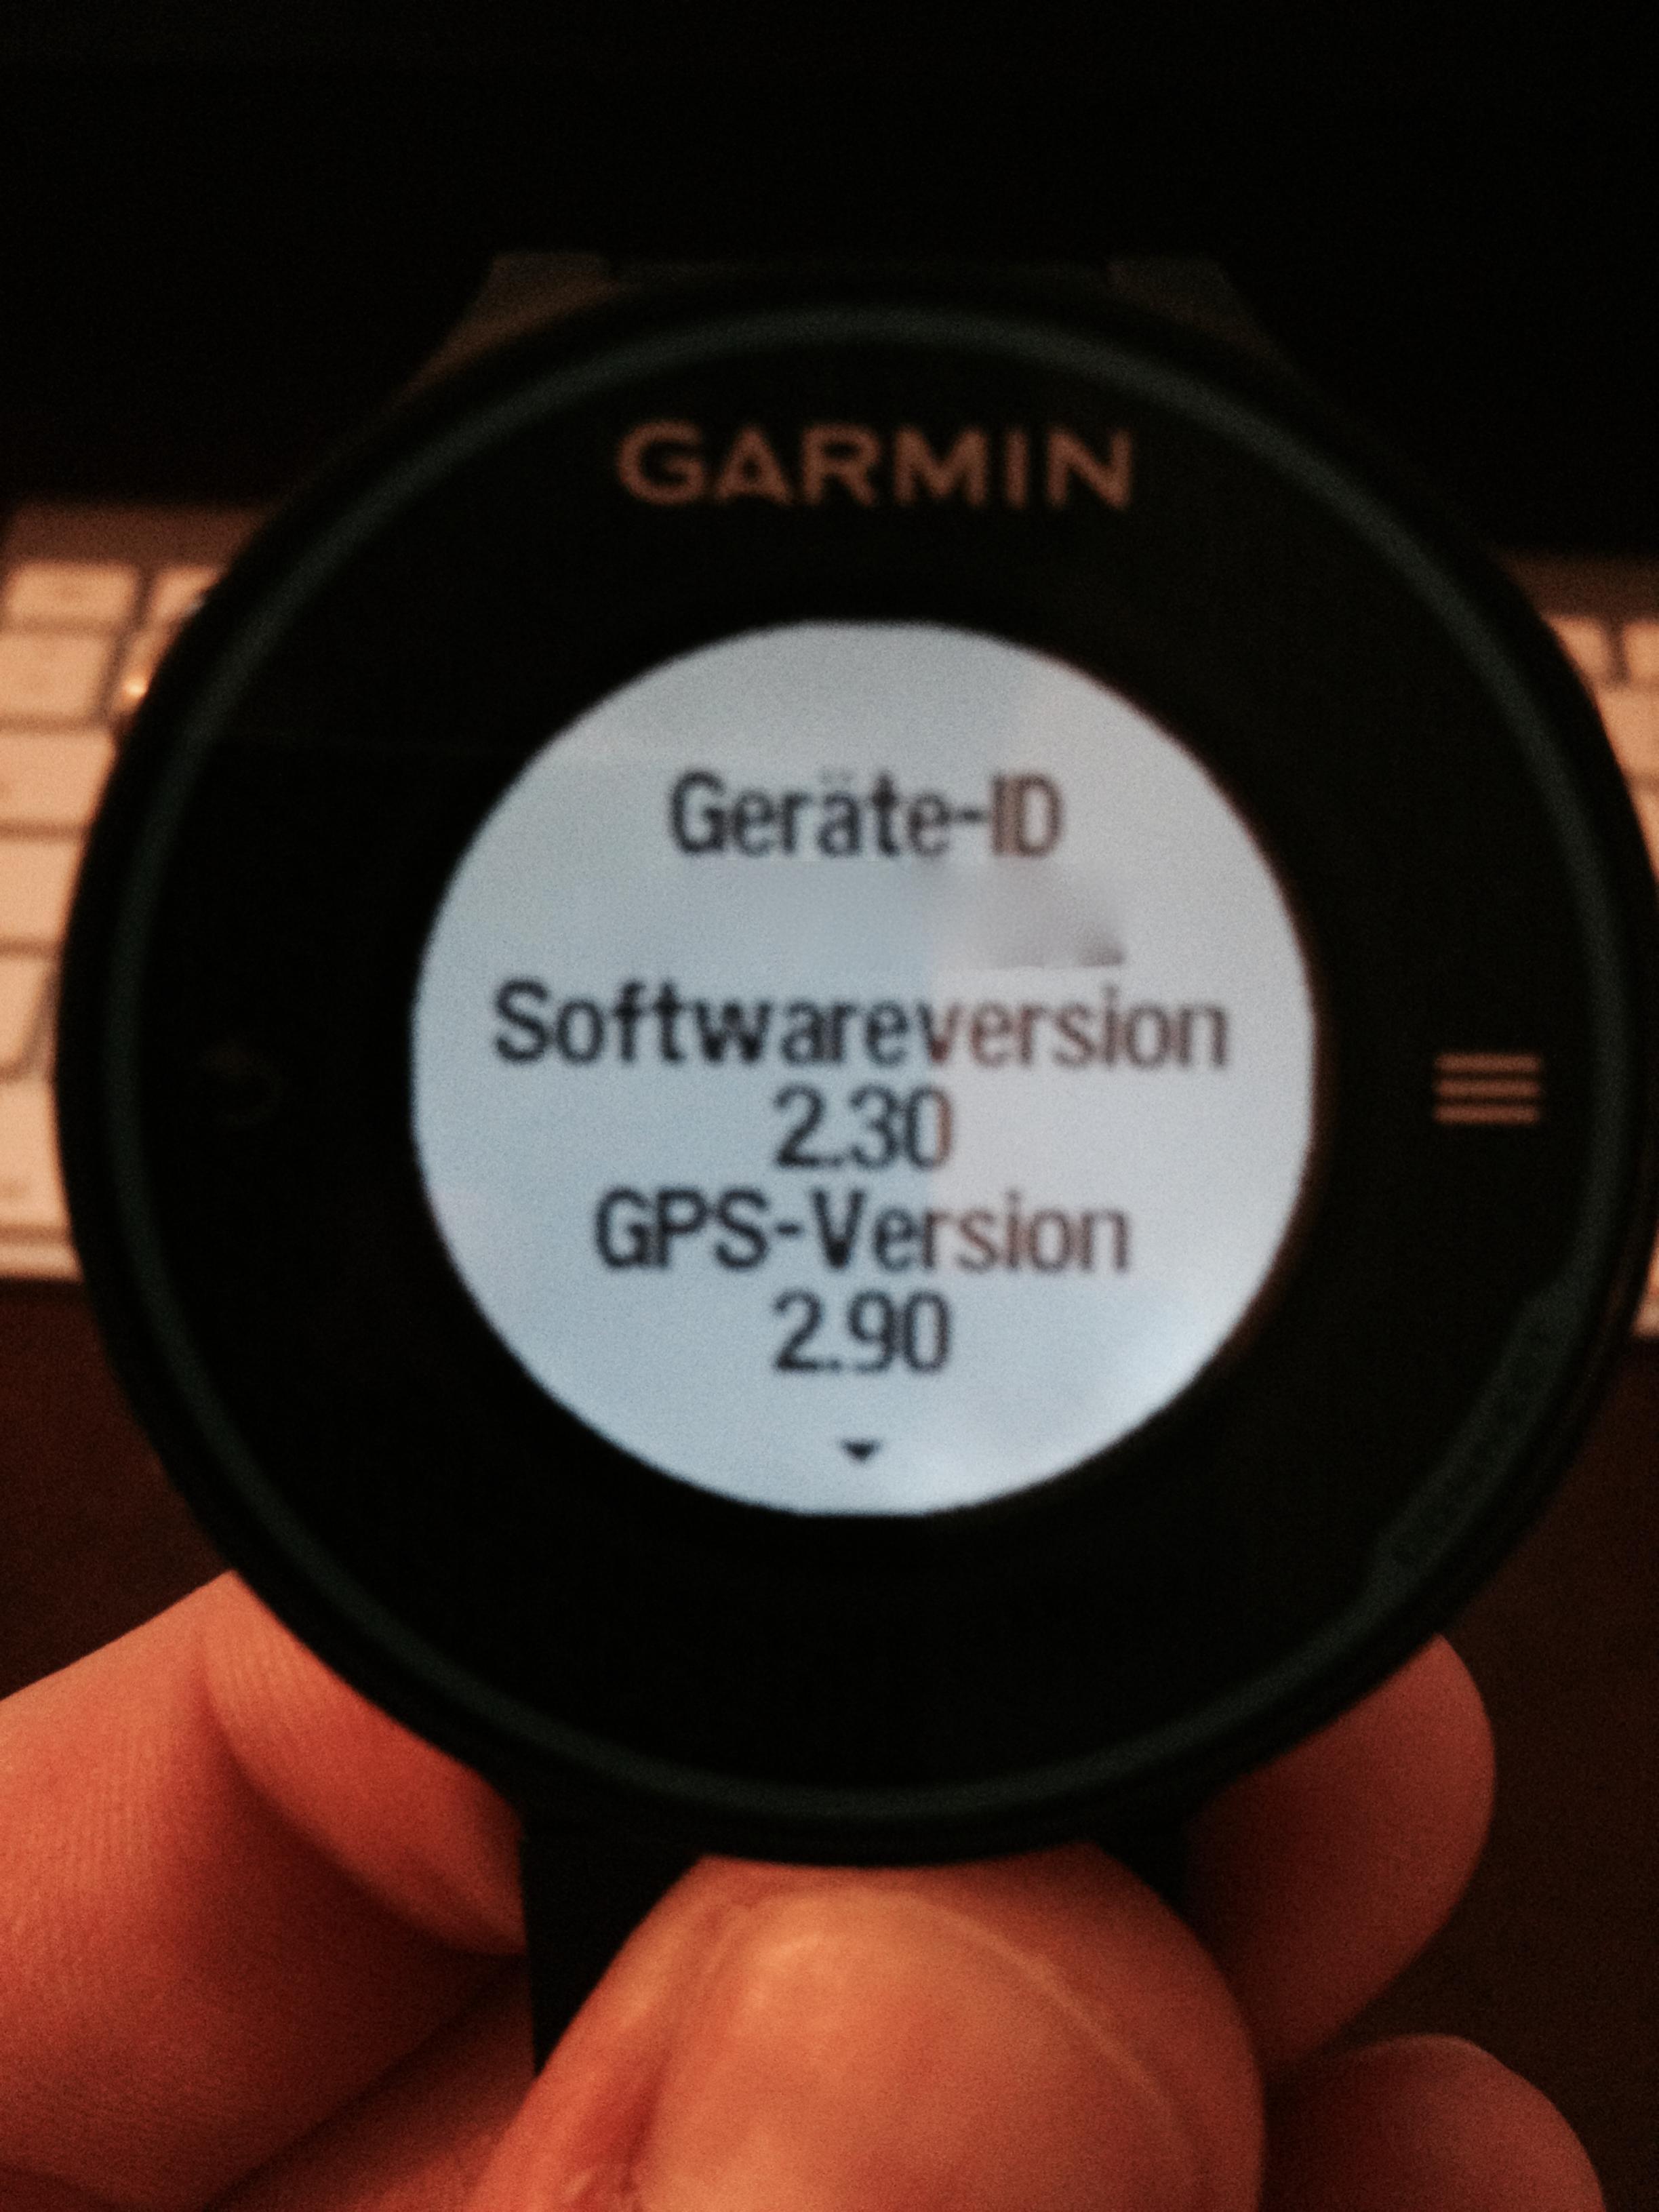 GARMIN
Geräte-ID
Softwareversion
2.30
GPS-Version
2.90